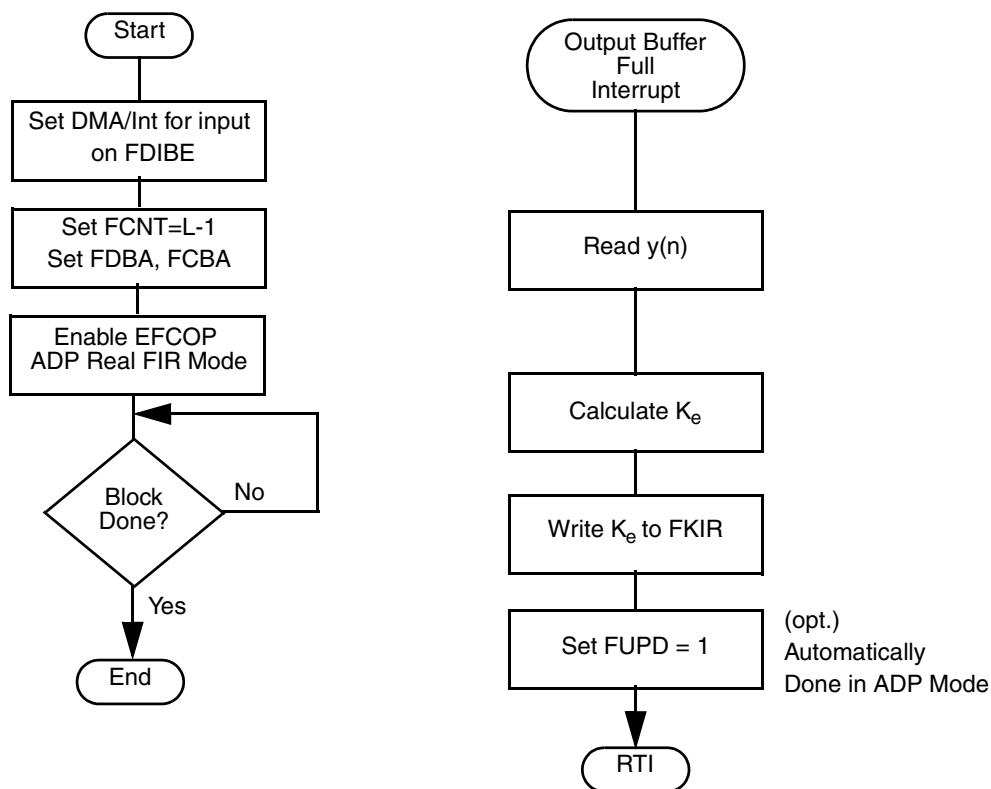 Start
Set DMA/Int for input
on FDIBE
Set FCNT=L-1
Set FDBA, FCBA
Enable EFCOP
ADP Real FIR Mode
Block
Done?
No
Yes
End
Output Buffer
Full
Interrupt
Read y(n)
Calculate Ke
Write Ke to FKIR
Set FUPD = 1
(opt.)
Automatically
Done in ADP Mode
RTI